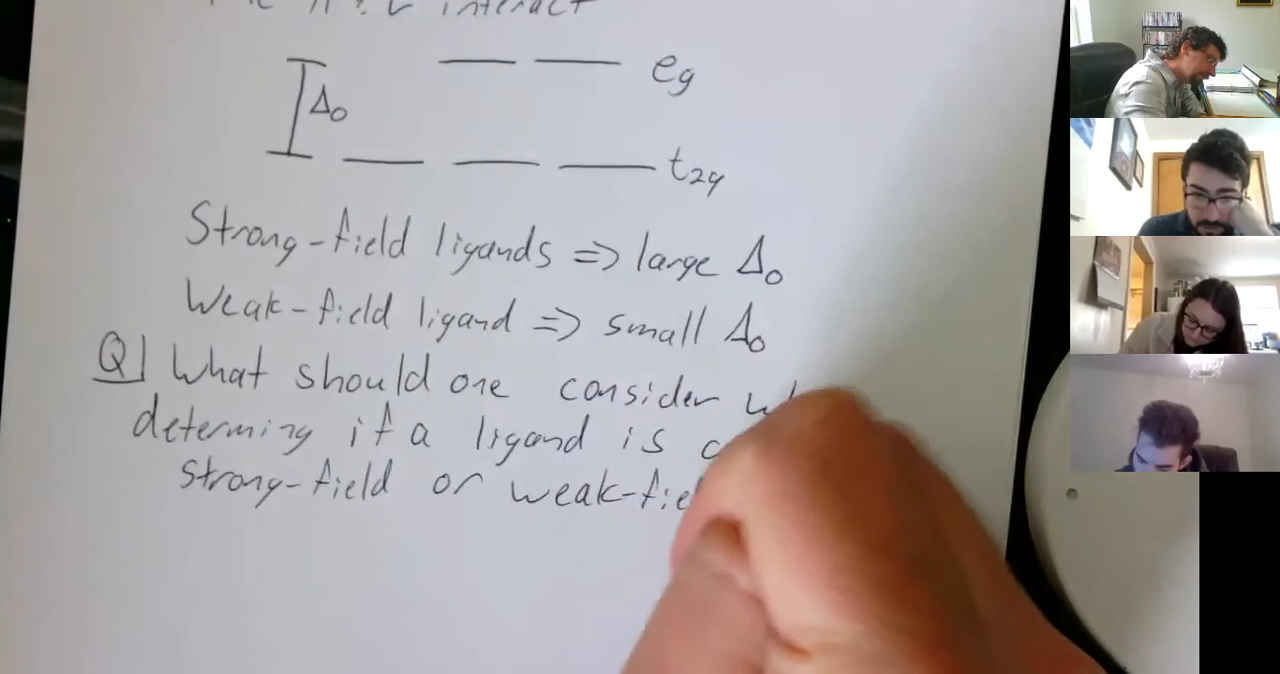 interact
eg
Δo
t2g
Strong-field ligands => large Δo
Weak-field ligand => small Δo
Q| What should one consider
determing if a ligand is
strong-field or weak-fie